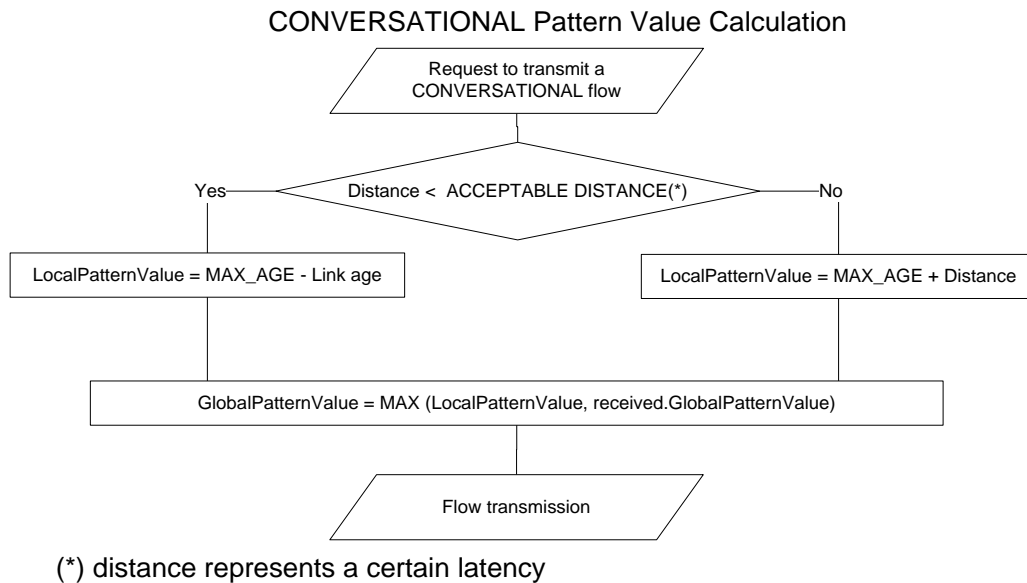 CONVERSATIONAL Pattern Value Calculation
Request to transmit a
CONVERSATIONAL flow
Distance <  ACCEPTABLE DISTANCE(*)
Yes
No
LocalPatternValue = MAX_AGE - Link age
LocalPatternValue = MAX_AGE + Distance
GlobalPatternValue = MAX (LocalPatternValue, received.GlobalPatternValue)
Flow transmission
(*) distance represents a certain latency